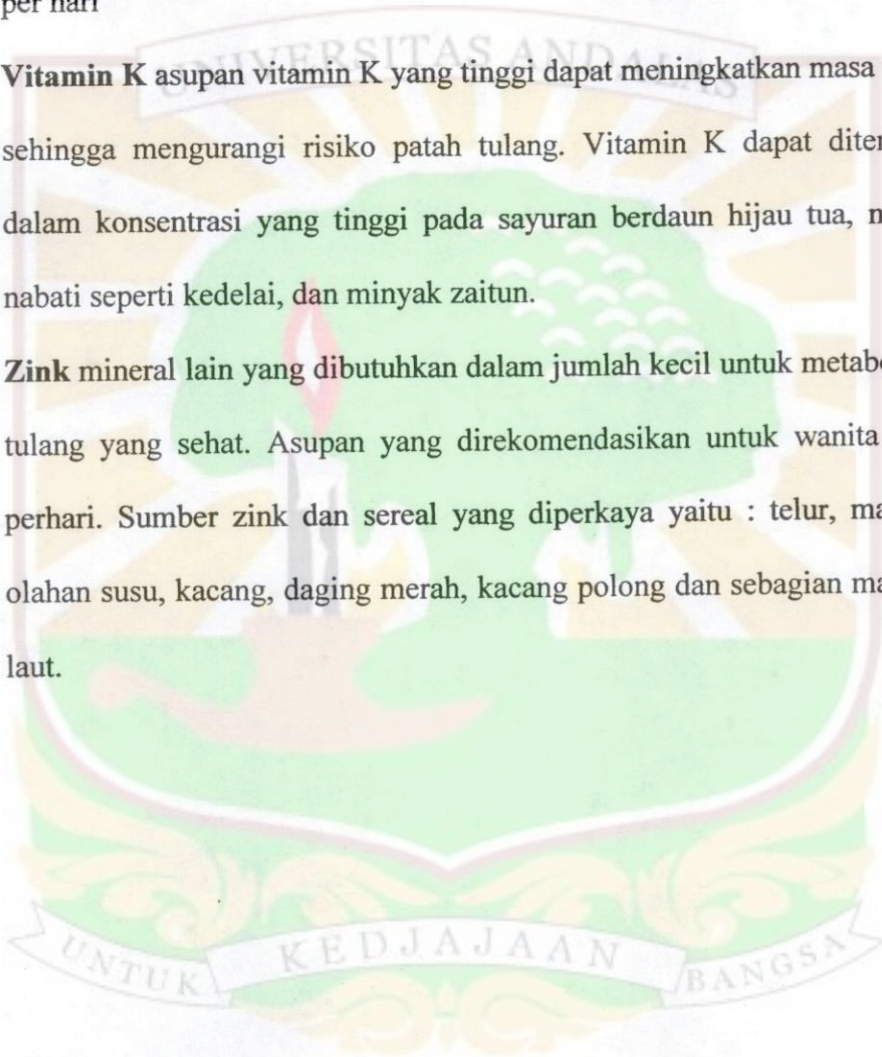 per hari
UNIVERSITAS ANDALAS
Vitamin K asupan vitamin K yang tinggi dapat meningkatkan masa
sehingga mengurangi risiko patah tulang. Vitamin K dapat diter
dalam konsentrasi yang tinggi pada sayuran berdaun hijau tua, m
nabati seperti kedelai, dan minyak zaitun.
Zink mineral lain yang dibutuhkan dalam jumlah kecil untuk metabo
tulang yang sehat. Asupan yang direkomendasikan untuk wanita
perhari. Sumber zink dan sereal yang diperkaya yaitu : telur, ma
olahan susu, kacang, daging merah, kacang polong dan sebagian ma
laut.
UNTUK KEDJAJAAN BANGSA